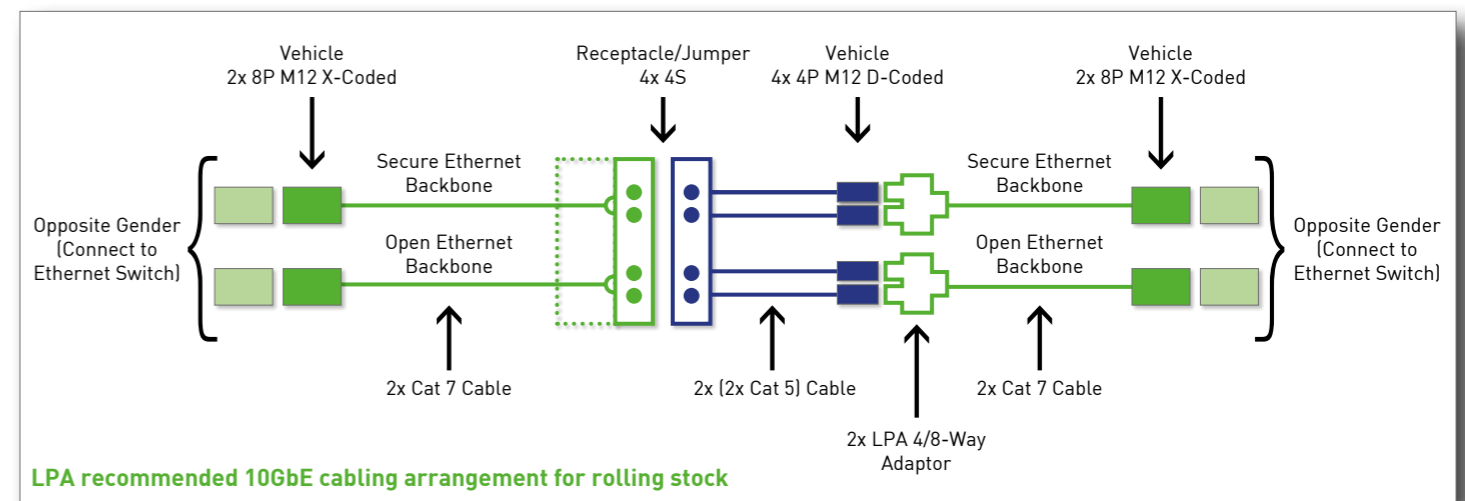 Vehicle
2x 8P M12 X-Coded
Receptacle/Jumper
4x 4S
Vehicle
4x 4P M12 D-Coded
Vehicle
2x 8P M12 X-Coded
Secure Ethernet
Backbone
Secure Ethernet
Backbone
Opposite Gender
(Connect to
Ethernet Switch)
Open Ethernet
Backbone
Open Ethernet
Backbone
Opposite Gender
(Connect to
Ethernet Switch)
2x Cat 7 Cable
2x (2x Cat 5) Cable
2x Cat 7 Cable
2x LPA 4/8-Way
Adaptor
LPA recommended 10GbE cabling arrangement for rolling stock